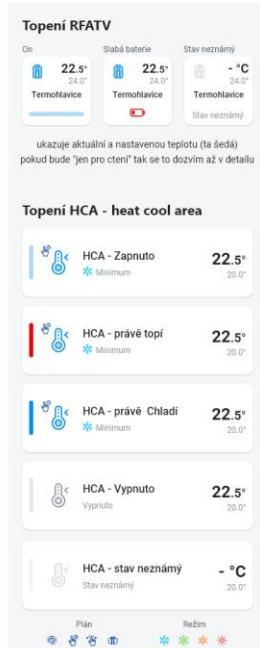 Topení RFATV
On
Slabá baterie
Stav neznámý
22.5°
24.0°
Termohlavice
22.5°
24.0°
Termohlavice
- °C
24.0°
Termohlavice
Stav neznámý
ukazuje aktuální a nastavenou teplotu (ta šedá)
pokud bude "jen pro ctení" tak se to dozvím až v detailu
Topení HCA - heat cool area
HCA - Zapnuto
Minimum
22.5°
20.0°
HCA - právě topí
Minimum
22.5°
20.0°
HCA - právě Chladí
Minimum
22.5°
20.0°
HCA - Vypnuto
Vypnuto
22.5°
20.0°
HCA - stav neznámý
Stav neznámý
- °C
20.0°
Plán
Režim